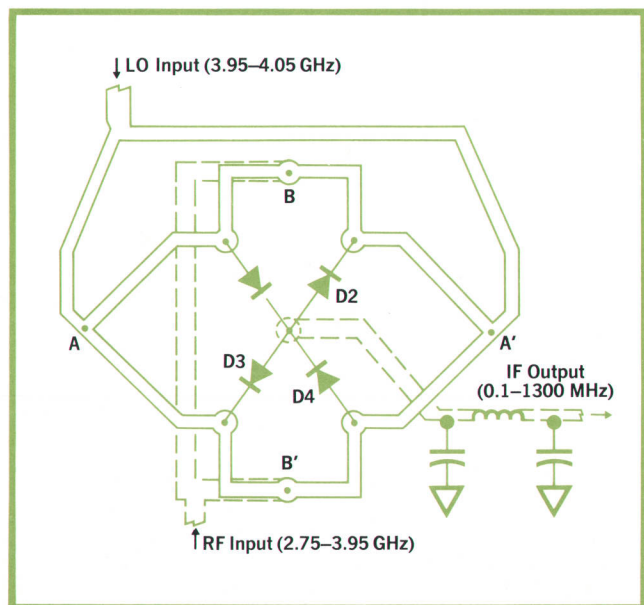 LO Input (3.95–4.05 GHz)
B
D2
A
A'
D3
D4
IF Output
(0.1–1300 MHz)
B'
RF Input (2.75–3.95 GHz)